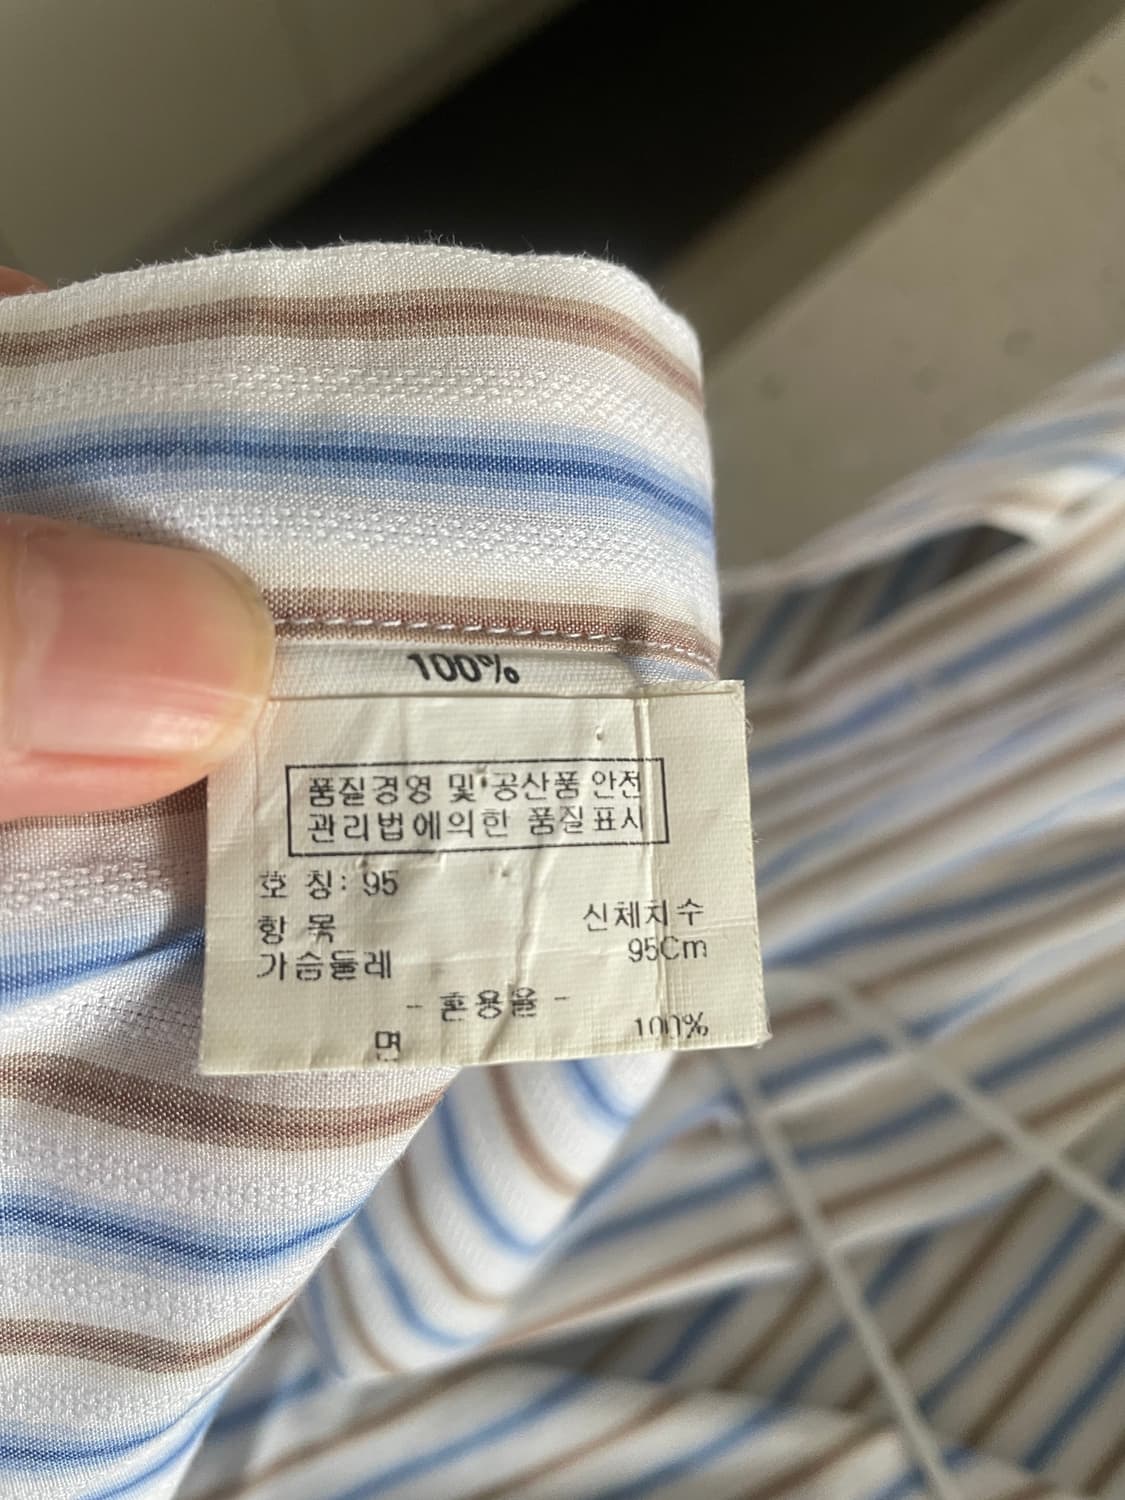 100%
품질경영 및 공산품 안전
관리법에의한 품질표시
호 칭: 95
항 목 신체치수
가슴둘레 95Cm
- 혼용율 -
면 100%